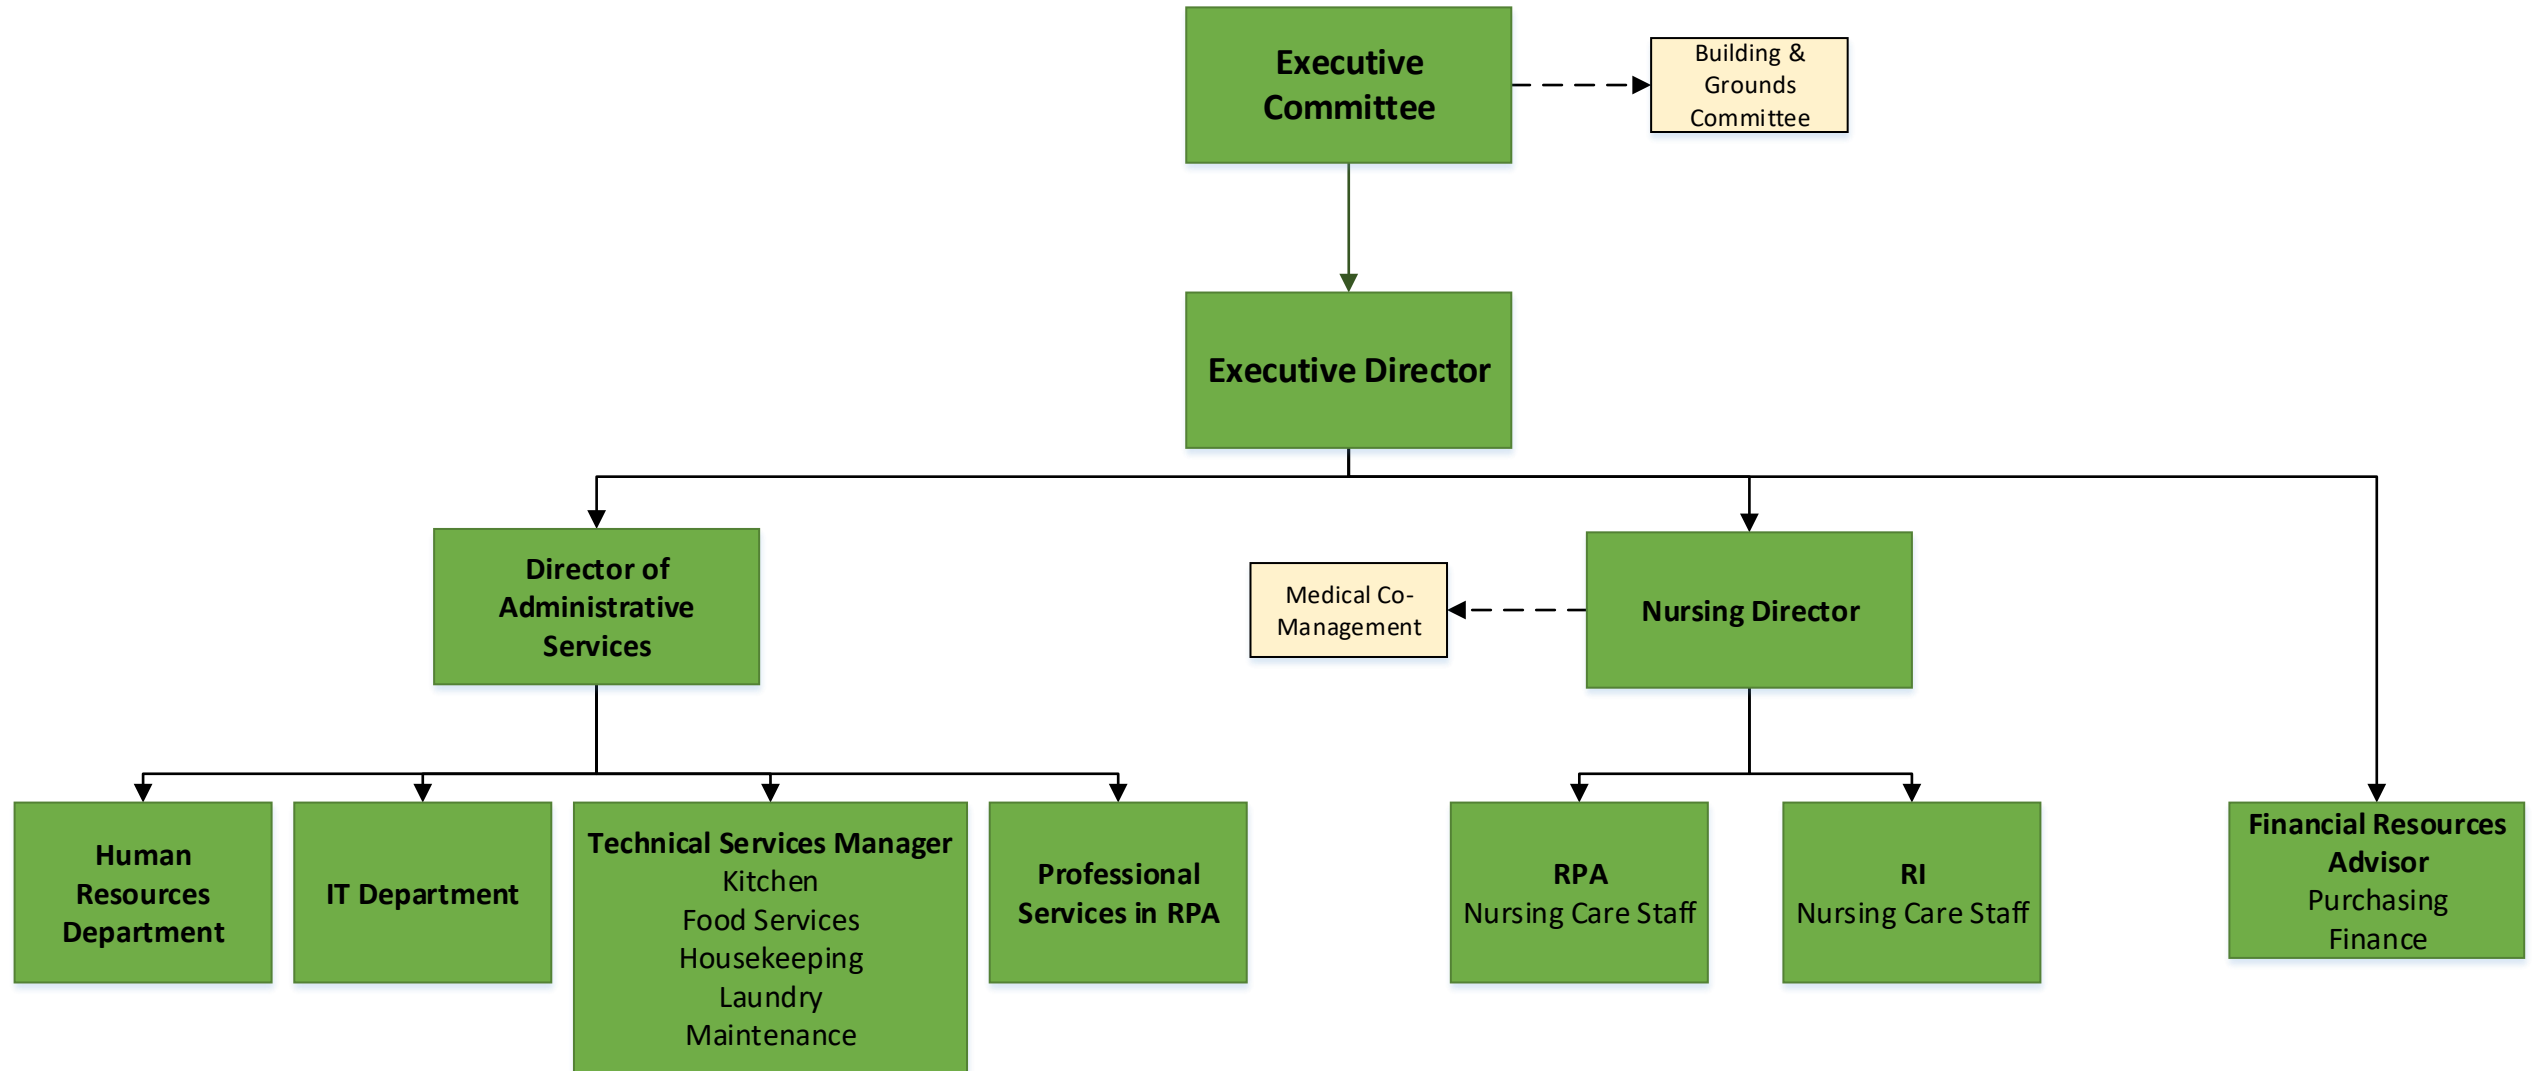 Executive
Committee
Building &
Grounds
Committee
Executive Director
Director of
Administrative
Services
Medical Co-
Management
Nursing Director
Human
Resources
Department
IT Department
Technical Services Manager
Kitchen
Food Services
Housekeeping
Laundry
Maintenance
Professional
Services in RPA
RPA
Nursing Care Staff
RI
Nursing Care Staff
Financial Resources
Advisor
Purchasing
Finance